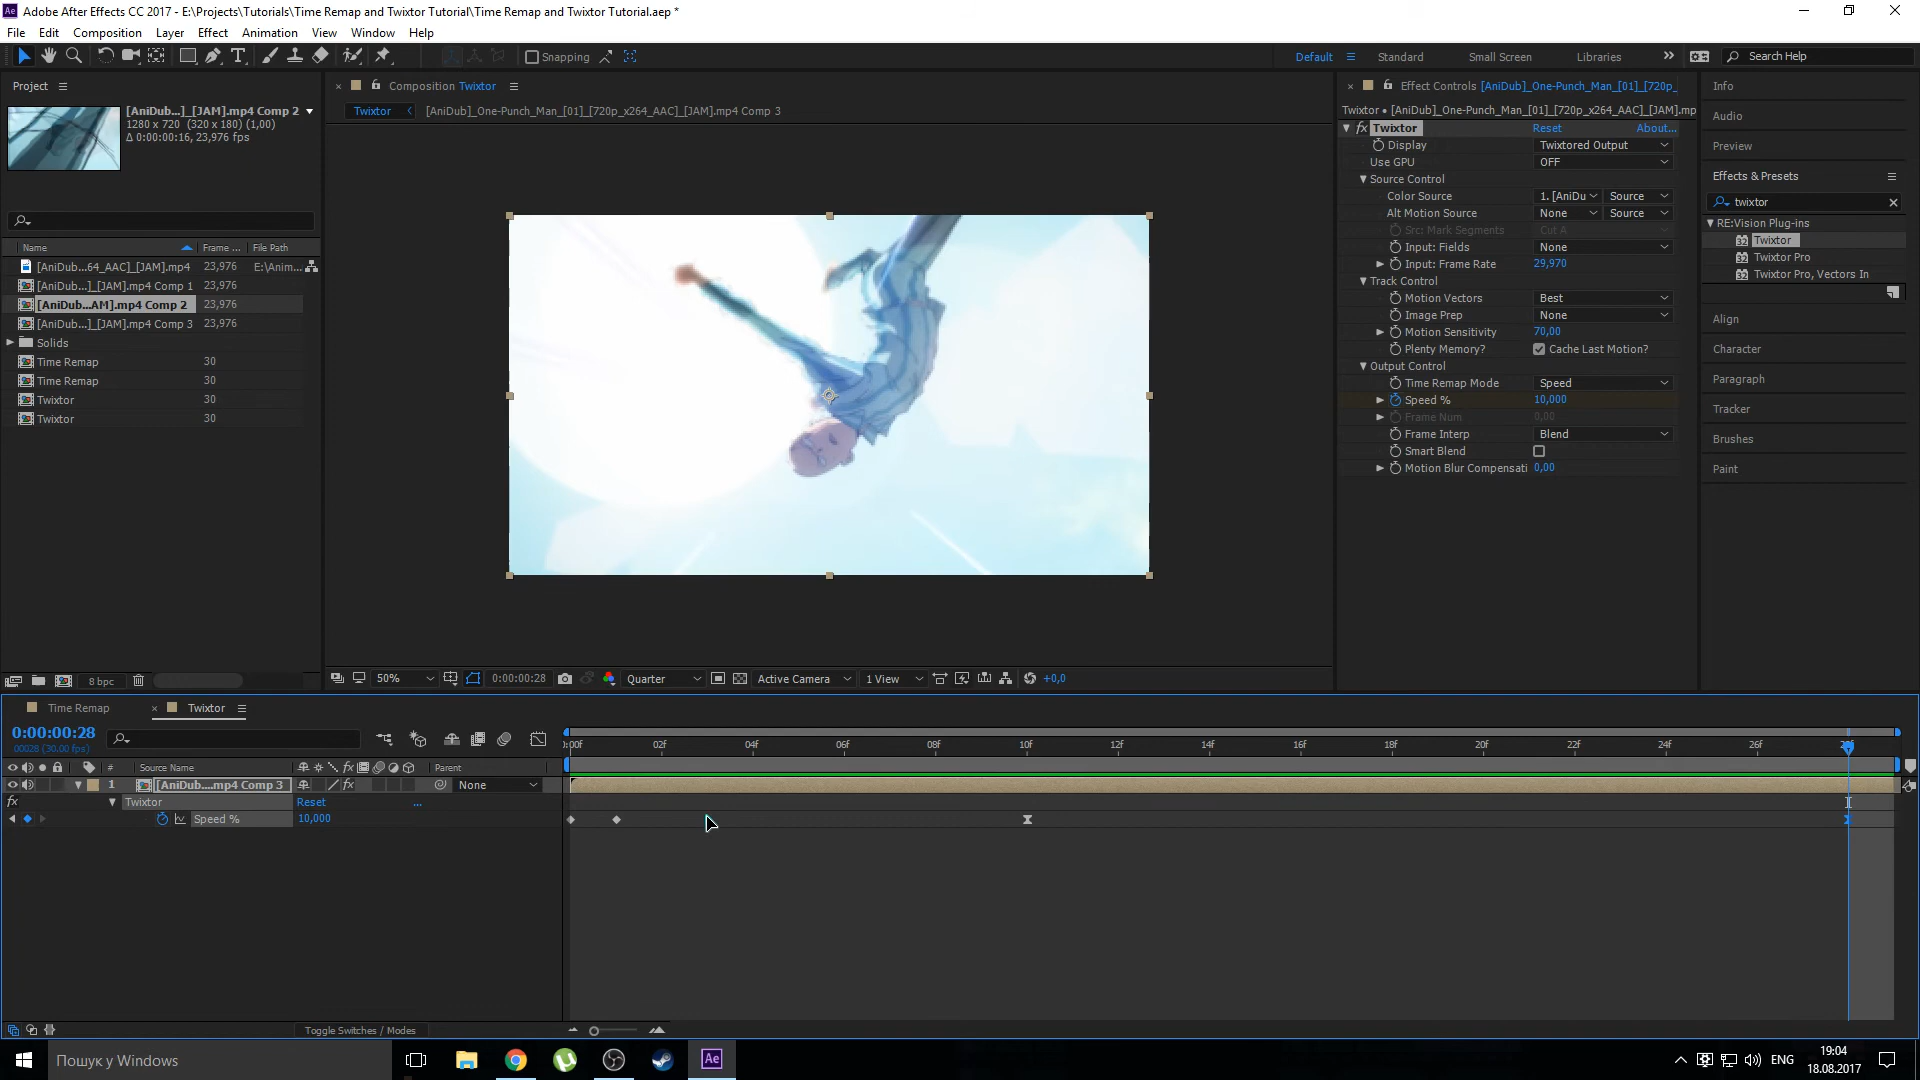 Adobe After Effects CC 2017 - E:\Projects\Tutorials\Time Remap and Twixtor Tutorial\Time Remap and Twixtor Tutorial.aep *
File Edit Composition Layer Effect Animation View Window Help
Snapping
Default Standard Small Screen Libraries Search Help
Project
[AniDub...]_[JAM].mp4 Comp 2
1280 x 720 (320 x 180) (1,00)
Δ 0:00:00:16, 23,976 fps
Name Frame ... File Path
[AniDub...64_AAC]_[JAM].mp4 23,976 E:\Anim...
[AniDub...]_[JAM].mp4 Comp 1 23,976
[AniDub...AM].mp4 Comp 2 23,976
[AniDub...]_[JAM].mp4 Comp 3 23,976
Solids
Time Remap 30
Time Remap 30
Twixtor 30
Twixtor 30
8 bpc
Composition Twixtor
Twixtor [AniDub]_One-Punch_Man_[01]_[720p_x264_AAC]_[JAM].mp4 Comp 3
50% 0:00:00:28 Quarter Active Camera 1 View +0,0
Effect Controls [AniDub]_One-Punch_Man_[01]_[720p_
Twixtor • [AniDub]_One-Punch_Man_[01]_[720p_x264_AAC]_[JAM].mp
fx Twixtor Reset About...
Display Twixtored Output
Use GPU OFF
Source Control
Color Source 1. [AniDu Source
Alt Motion Source None Source
Src: Mark Segments Cut A
Input: Fields None
Input: Frame Rate 29,970
Track Control
Motion Vectors Best
Image Prep None
Motion Sensitivity 70,00
Plenty Memory? Cache Last Motion?
Output Control
Time Remap Mode Speed
Speed % 10,000
Frame Num 0,00
Frame Interp Blend
Smart Blend
Motion Blur Compensati 0,00
Info
Audio
Preview
Effects & Presets
twixtor
RE:Vision Plug-ins
32 Twixtor
32 Twixtor Pro
32 Twixtor Pro, Vectors In
Align
Character
Paragraph
Tracker
Brushes
Paint
Time Remap Twixtor
0:00:00:28
00028 (30.00 fps)
:00f 02f 04f 06f 08f 10f 12f 14f 16f 18f 20f 22f 24f 26f
# Source Name fx Parent
1 [AniDub....mp4 Comp 3 fx None
fx Twixtor Reset ...
Speed % 10,000
Toggle Switches / Modes
Пошук у Windows
Ae
ENG
19:04
18.08.2017